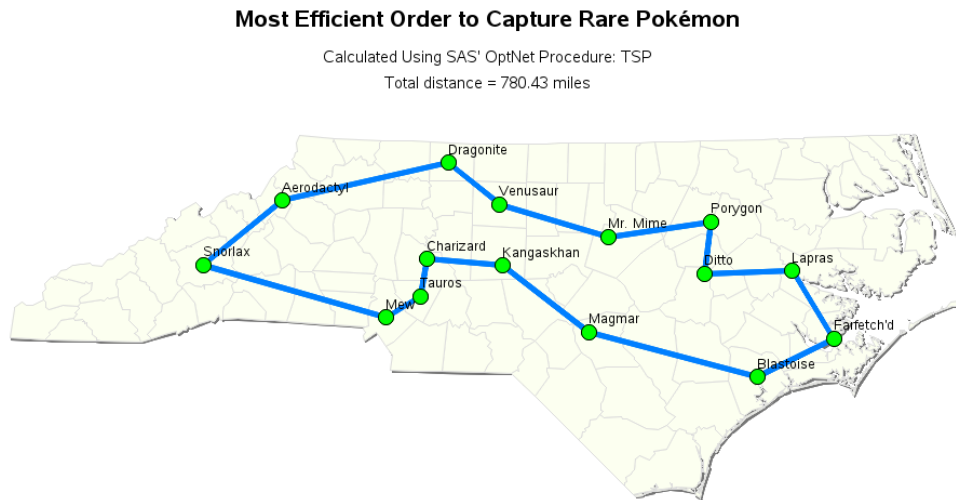 Most Efficient Order to Capture Rare Pokémon
Calculated Using SAS' OptNet Procedure: TSP
Total distance = 780.43 miles
Dragonite
Aerodactyl
Venusaur
Porygon
Mr. Mime
Charizard
Kangaskhan
Snorlax
Ditto
Lapras
Tauros
Mew
Magmar
Farfetch'd
Blastoise